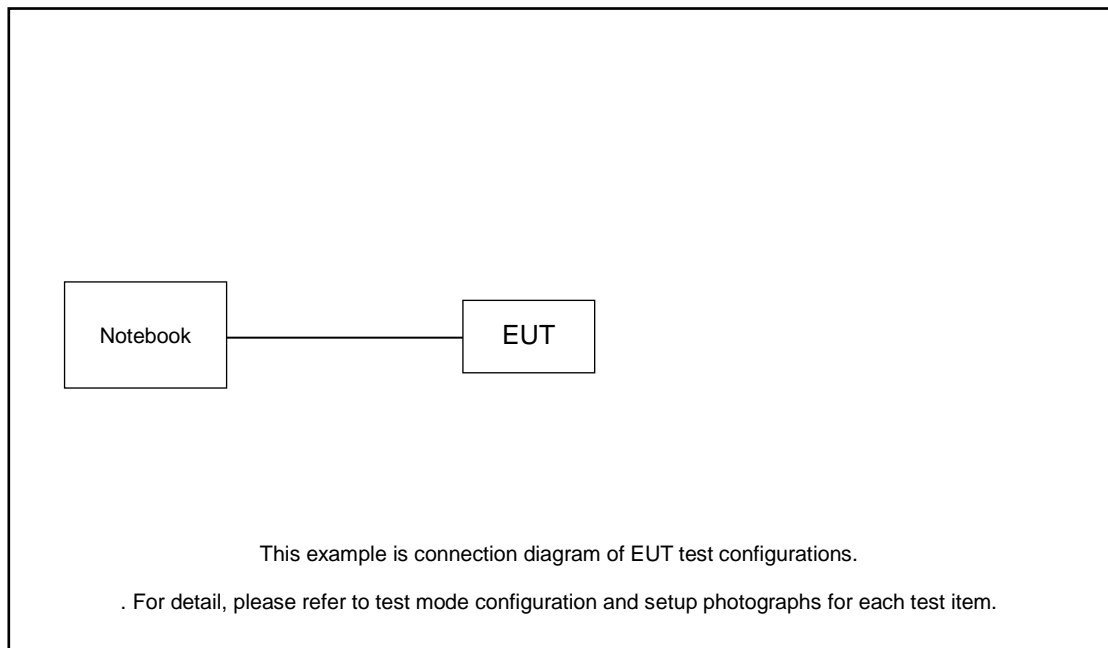 Notebook
EUT
This example is connection diagram of EUT test configurations.
. For detail, please refer to test mode configuration and setup photographs for each test item.